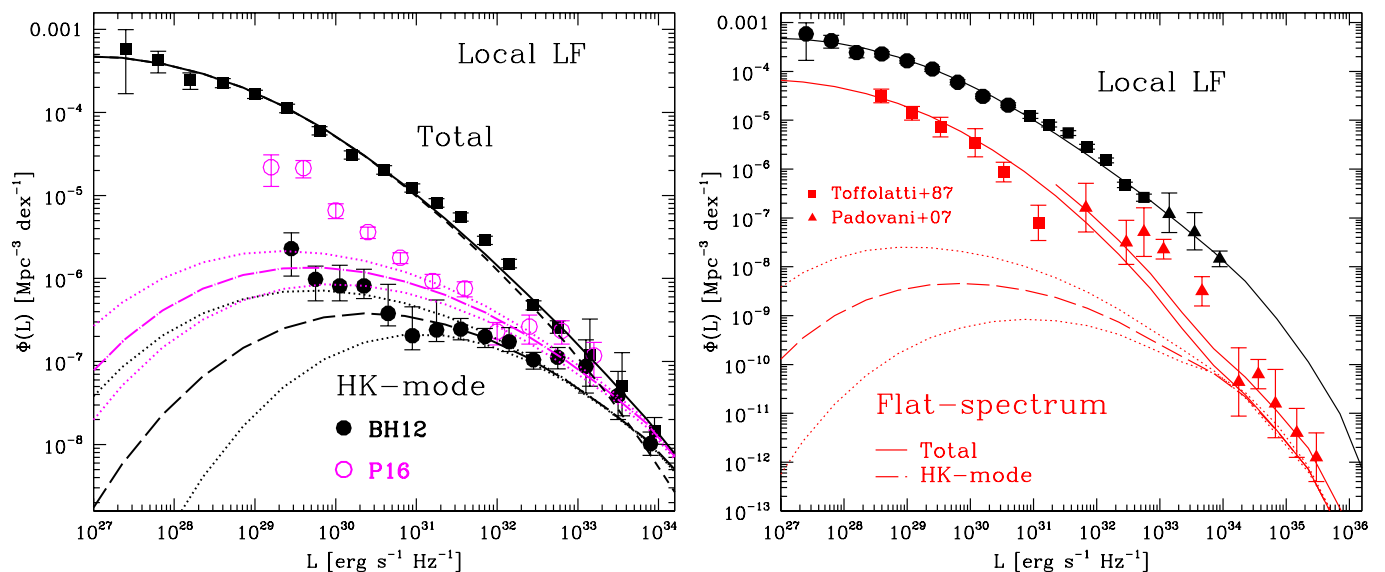 0.001
10⁻⁴
10⁻⁵
10⁻⁶
10⁻⁷
10⁻⁸
Φ(L) [Mpc⁻³ dex⁻¹]
Local LF
Total
HK-mode
BH12
P16
10²⁷ 10²⁸ 10²⁹ 10³⁰ 10³¹ 10³² 10³³ 10³⁴
L [erg s⁻¹ Hz⁻¹]
0.001
10⁻⁴
10⁻⁵
10⁻⁶
10⁻⁷
10⁻⁸
10⁻⁹
10⁻¹⁰
10⁻¹¹
10⁻¹²
10⁻¹³
Φ(L) [Mpc⁻³ dex⁻¹]
Local LF
Toffolatti+87
Padovani+07
Flat-spectrum
Total
HK-mode
10²⁷ 10²⁸ 10²⁹ 10³⁰ 10³¹ 10³² 10³³ 10³⁴ 10³⁵ 10³⁶
L [erg s⁻¹ Hz⁻¹]